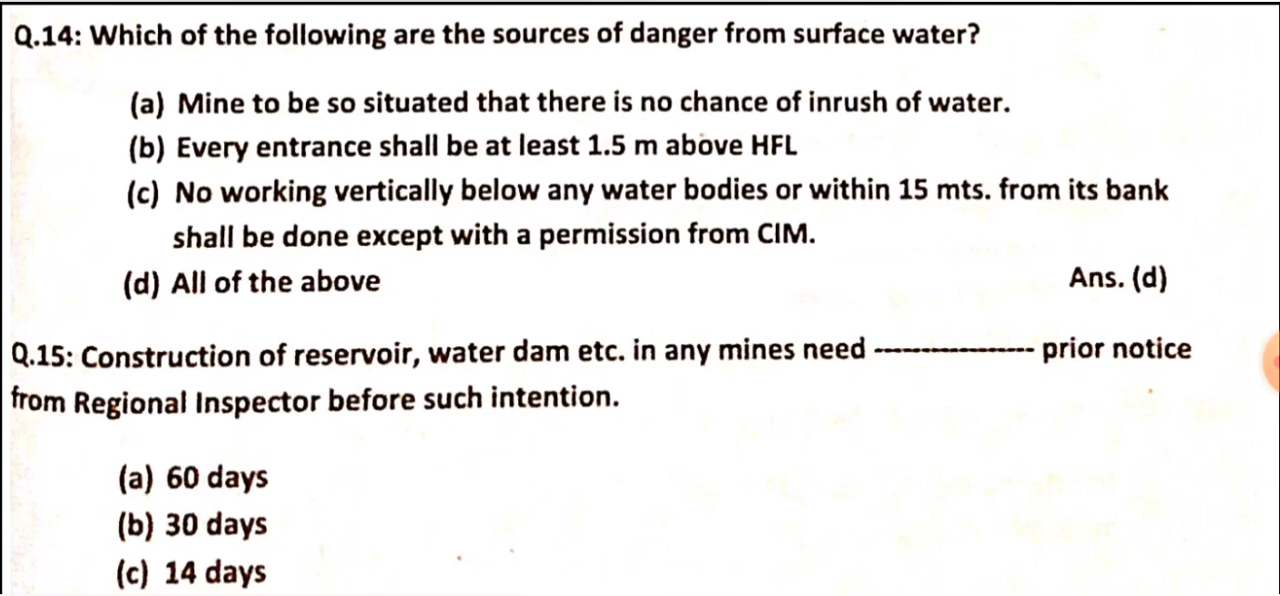 Q.14: Which of the following are the sources of danger from surface water?
(a) Mine to be so situated that there is no chance of inrush of water.
(b) Every entrance shall be at least 1.5 m above HFL
(c) No working vertically below any water bodies or within 15 mts. from its bank
shall be done except with a permission from CIM.
(d) All of the above Ans. (d)
Q.15: Construction of reservoir, water dam etc. in any mines need ----------------- prior notice
from Regional Inspector before such intention.
(a) 60 days
(b) 30 days
(c) 14 days